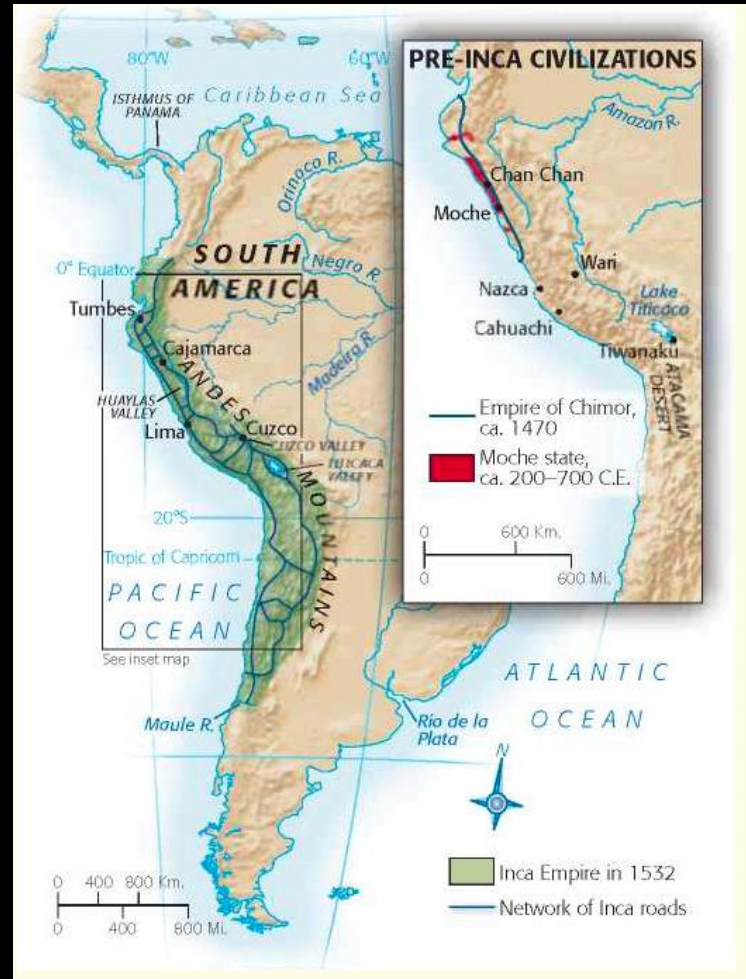 80°W
60°W
ISTHMUS OF
PANAMA
Caribbean Sea
Orinoco R.
SOUTH
AMERICA
0° Equator
Negro R.
Tumbes
Cajamarca
Madeira R.
HUAYLAS
VALLEY
ANDES
MOUNTAINS
Lima
Cuzco
CUZCO VALLEY
TITICACA
VALLEY
20°S
Tropic of Capricorn
PACIFIC
OCEAN
See inset map
Maule R.
Río de la
Plata
ATLANTIC
OCEAN
N
0 400 800 Km.
0 400 800 Mi.
Inca Empire in 1532
Network of Inca roads
PRE-INCA CIVILIZATIONS
Amazon R.
Chan Chan
Moche
Wari
Nazca
Cahuachi
Lake
Titicaca
Tiwanaku
ATACAMA
DESERT
Empire of Chimor,
ca. 1470
Moche state,
ca. 200–700 C.E.
0 600 Km.
0 600 Mi.